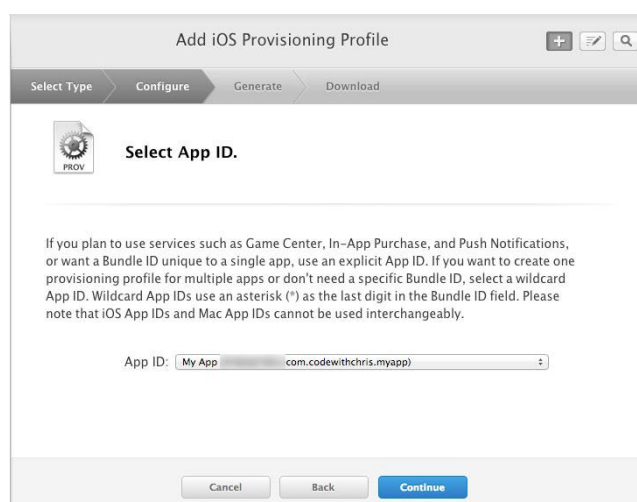 Add iOS Provisioning Profile
Select Type Configure Generate Download
PROV
Select App ID.
If you plan to use services such as Game Center, In-App Purchase, and Push Notifications,
or want a Bundle ID unique to a single app, use an explicit App ID. If you want to create one
provisioning profile for multiple apps or don't need a specific Bundle ID, select a wildcard
App ID. Wildcard App IDs use an asterisk (*) as the last digit in the Bundle ID field. Please
note that iOS App IDs and Mac App IDs cannot be used interchangeably.
App ID: My App com.codewithchris.myapp)
Cancel Back Continue